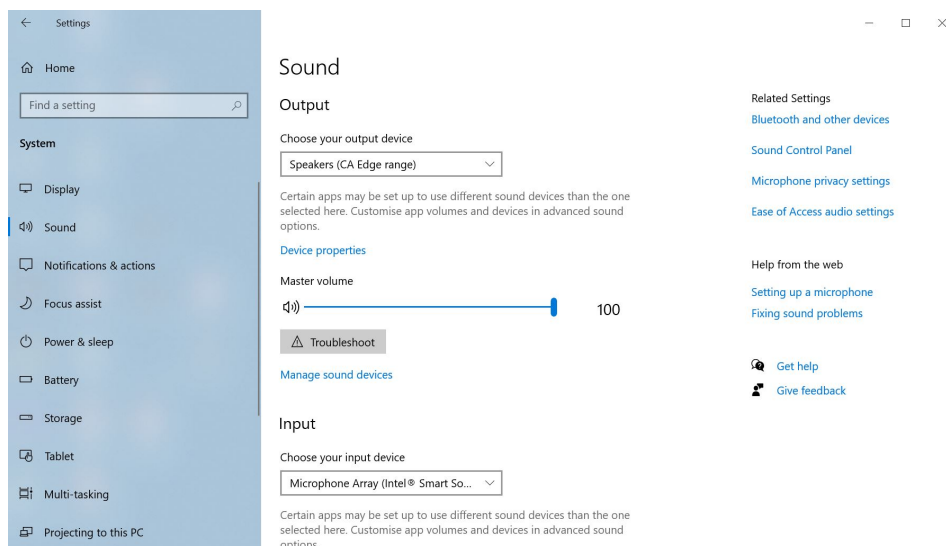 Settings
Home
Find a setting
System
Display
Sound
Notifications & actions
Focus assist
Power & sleep
Battery
Storage
Tablet
Multi-tasking
Projecting to this PC
Sound
Output
Choose your output device
Speakers (CA Edge range)
Certain apps may be set up to use different sound devices than the one
selected here. Customise app volumes and devices in advanced sound
options.
Device properties
Master volume
100
Troubleshoot
Manage sound devices
Input
Choose your input device
Microphone Array (Intel® Smart So...
Certain apps may be set up to use different sound devices than the one
selected here. Customise app volumes and devices in advanced sound
options.
Related Settings
Bluetooth and other devices
Sound Control Panel
Microphone privacy settings
Ease of Access audio settings
Help from the web
Setting up a microphone
Fixing sound problems
Get help
Give feedback